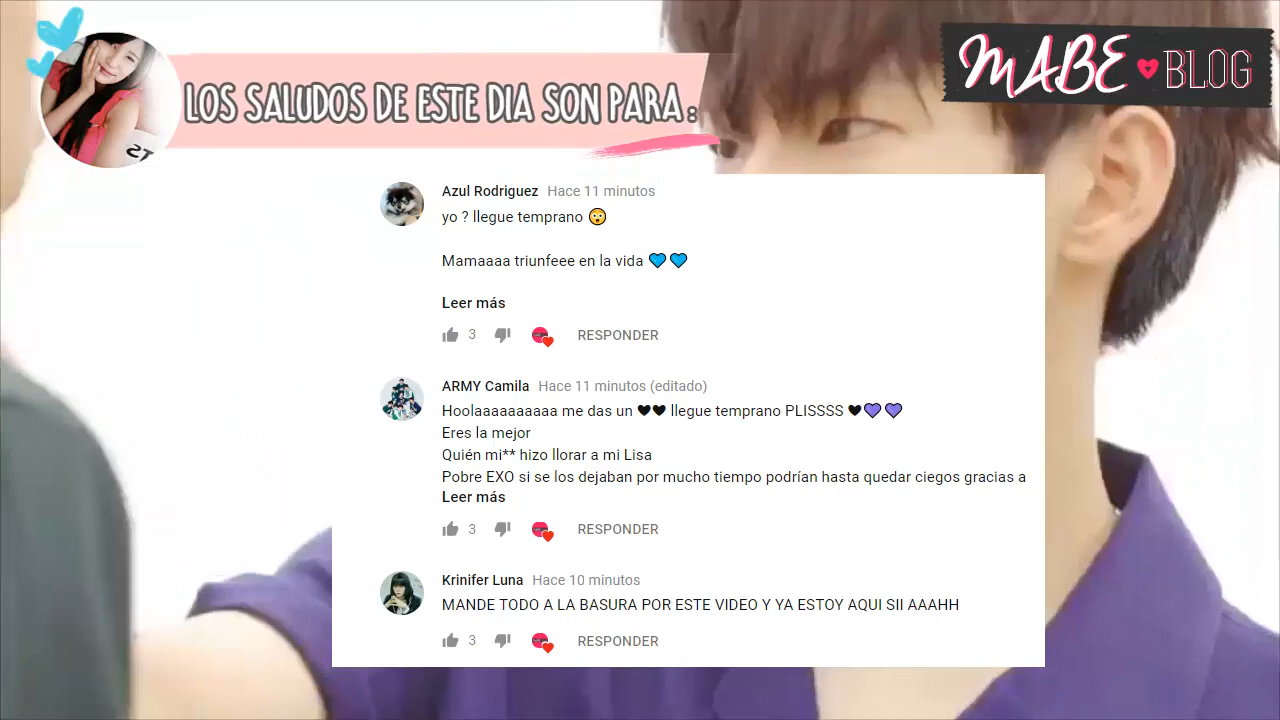 LOS SALUDOS DE ESTE DIA SON PARA :
MABE BLOG
Azul Rodriguez Hace 11 minutos
yo ? llegue temprano 😳
Mamaaaa triunfeee en la vida 💙💙
Leer más
3 RESPONDER
ARMY Camila Hace 11 minutos (editado)
Hoolaaaaaaaaaa me das un 🖤🖤 llegue temprano PLISSSS 🖤💜💜
Eres la mejor
Quién mi** hizo llorar a mi Lisa
Pobre EXO si se los dejaban por mucho tiempo podrían hasta quedar ciegos gracias a
Leer más
3 RESPONDER
Krinifer Luna Hace 10 minutos
MANDE TODO A LA BASURA POR ESTE VIDEO Y YA ESTOY AQUI SII AAAHH
3 RESPONDER